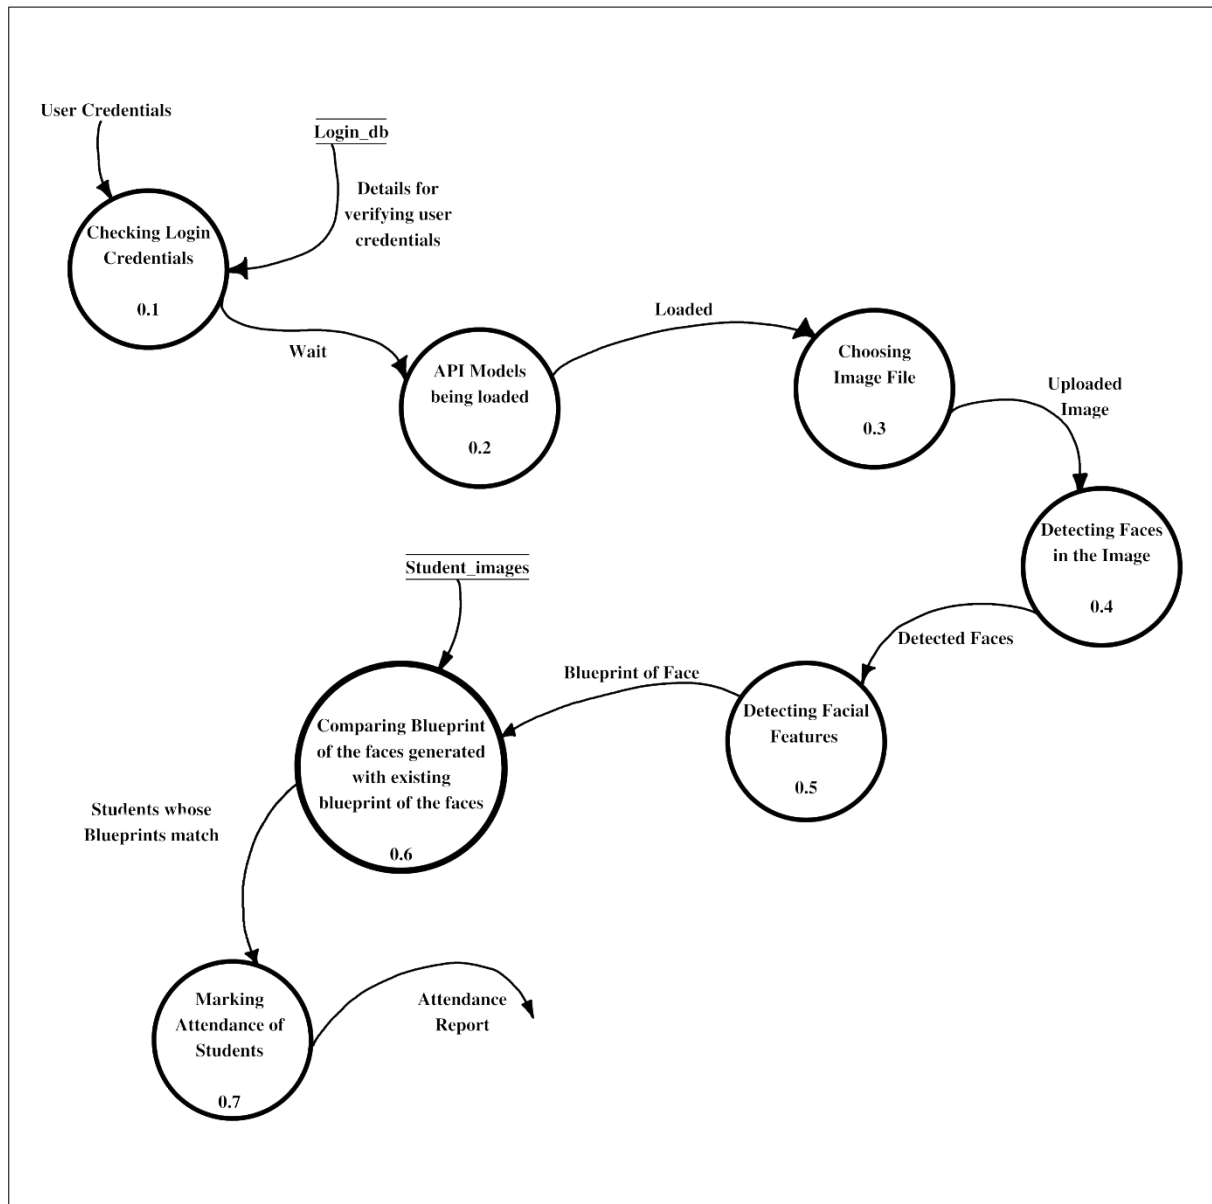 User Credentials
Login_db
Details for
verifying user
credentials
Checking Login
Credentials
0.1
Wait
API Models
being loaded
0.2
Loaded
Choosing
Image File
0.3
Uploaded
Image
Detecting Faces
in the Image
0.4
Detected Faces
Detecting Facial
Features
0.5
Blueprint of Face
Student_images
Comparing Blueprint
of the faces generated
with existing
blueprint of the faces
0.6
Students whose
Blueprints match
Marking
Attendance of
Students
0.7
Attendance
Report